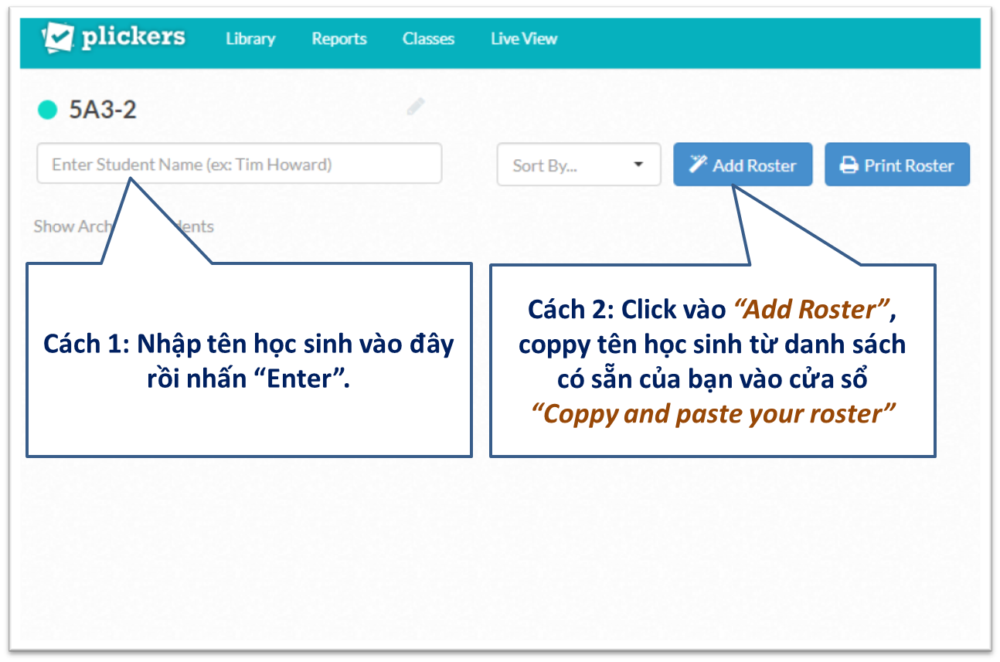 plickers Library Reports Classes Live View
5A3-2
Enter Student Name (ex: Tim Howard) Sort By... Add Roster Print Roster
Show Arch ents
Cách 1: Nhập tên học sinh vào đây
rồi nhấn “Enter”.
Cách 2: Click vào “Add Roster”,
coppy tên học sinh từ danh sách
có sẵn của bạn vào cửa sổ
“Coppy and paste your roster”